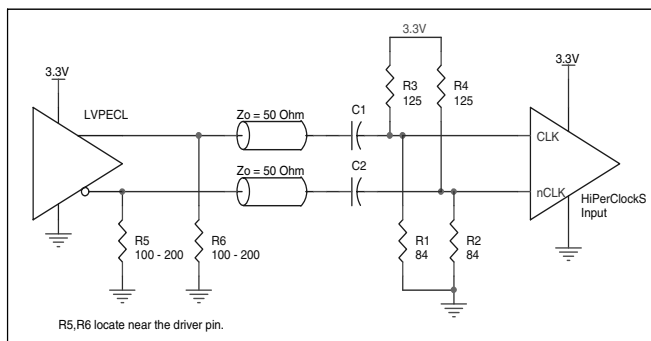 3.3V
3.3V
3.3V
LVPECL
R3
125
R4
125
Zo = 50 Ohm
C1
CLK
Zo = 50 Ohm
C2
nCLK
HiPerClockS
Input
R5
100 - 200
R6
100 - 200
R1
84
R2
84
R5,R6 locate near the driver pin.